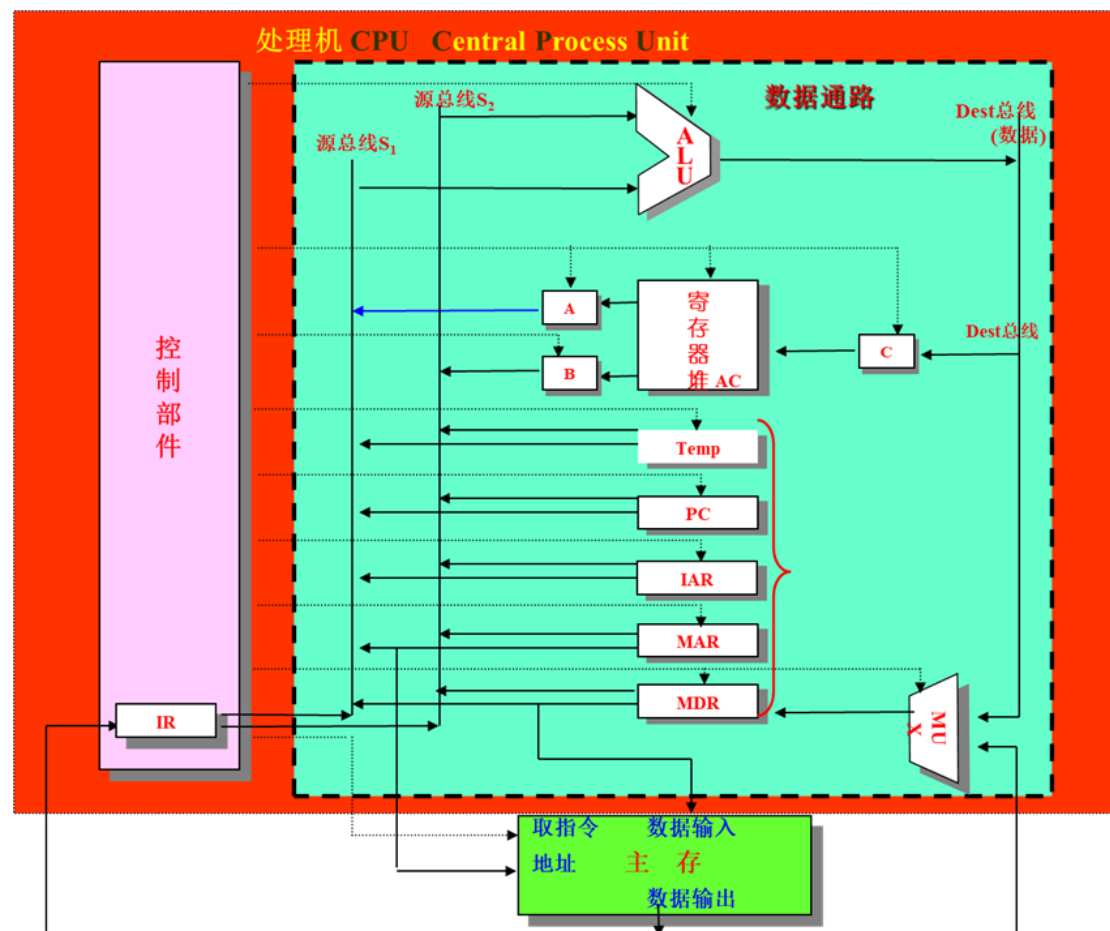 处理机 CPU Central Process Unit
源总线S2
数据通路
Dest总线
(数据)
源总线S1
ALU
寄存器堆 AC
A
B
C
Dest总线
控制部件
Temp
PC
IAR
MAR
MDR
MUX
IR
取指令 数据输入
地址 主 存
数据输出